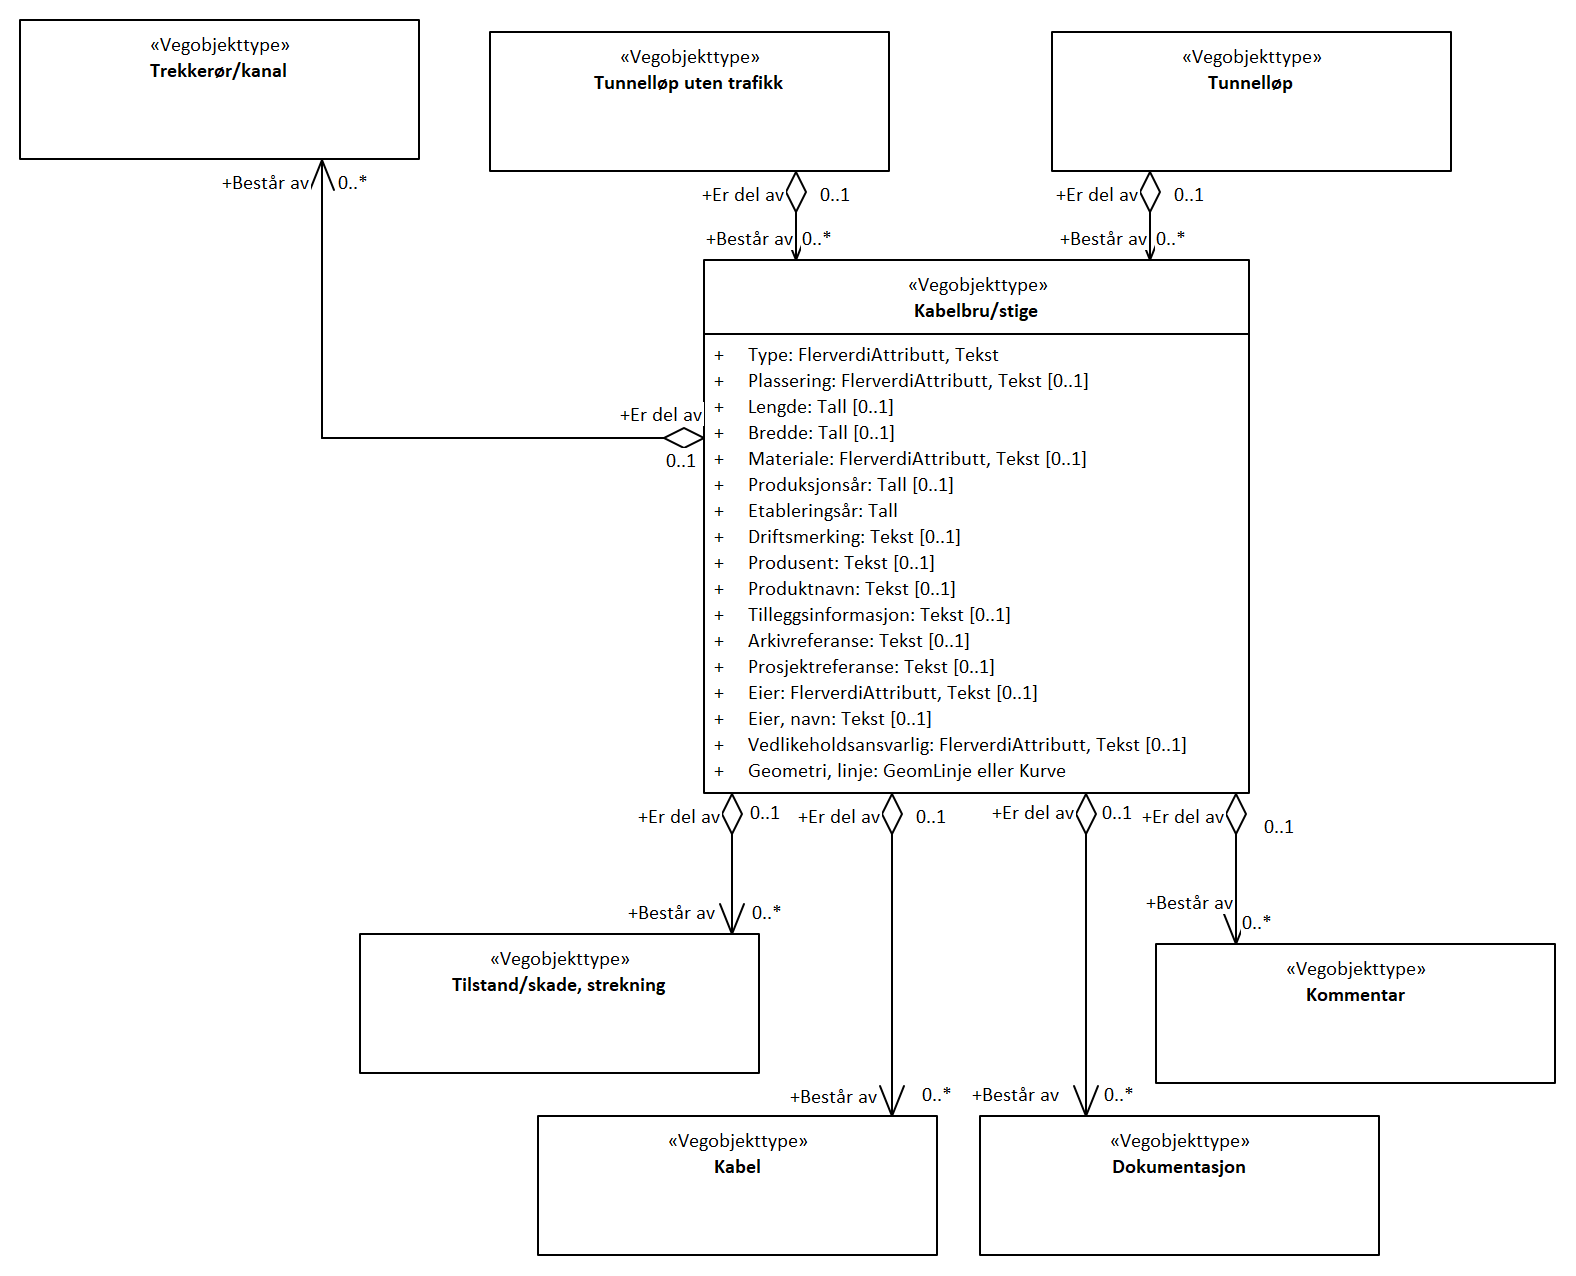 «Vegobjekttype»
Trekkerør/kanal
«Vegobjekttype»
Tunnelløp uten trafikk
«Vegobjekttype»
Tunnelløp
+Består av
0..*
+Er del av
0..1
+Består av
0..*
+Er del av
0..1
+Består av
0..*
«Vegobjekttype»
Kabelbru/stige
+ Type: FlerverdiAttributt, Tekst
+ Plassering: FlerverdiAttributt, Tekst [0..1]
+ Lengde: Tall [0..1]
+ Bredde: Tall [0..1]
+ Materiale: FlerverdiAttributt, Tekst [0..1]
+ Produksjonsår: Tall [0..1]
+ Etableringsår: Tall
+ Driftsmerking: Tekst [0..1]
+ Produsent: Tekst [0..1]
+ Produktnavn: Tekst [0..1]
+ Tilleggsinformasjon: Tekst [0..1]
+ Arkivreferanse: Tekst [0..1]
+ Prosjektreferanse: Tekst [0..1]
+ Eier: FlerverdiAttributt, Tekst [0..1]
+ Eier, navn: Tekst [0..1]
+ Vedlikeholdsansvarlig: FlerverdiAttributt, Tekst [0..1]
+ Geometri, linje: GeomLinje eller Kurve
+Er del av
0..1
+Er del av
0..1
+Er del av
0..1
+Er del av
0..1
+Er del av
0..1
+Består av
0..*
«Vegobjekttype»
Tilstand/skade, strekning
+Består av
0..*
«Vegobjekttype»
Kommentar
+Består av
0..*
«Vegobjekttype»
Kabel
+Består av
0..*
«Vegobjekttype»
Dokumentasjon